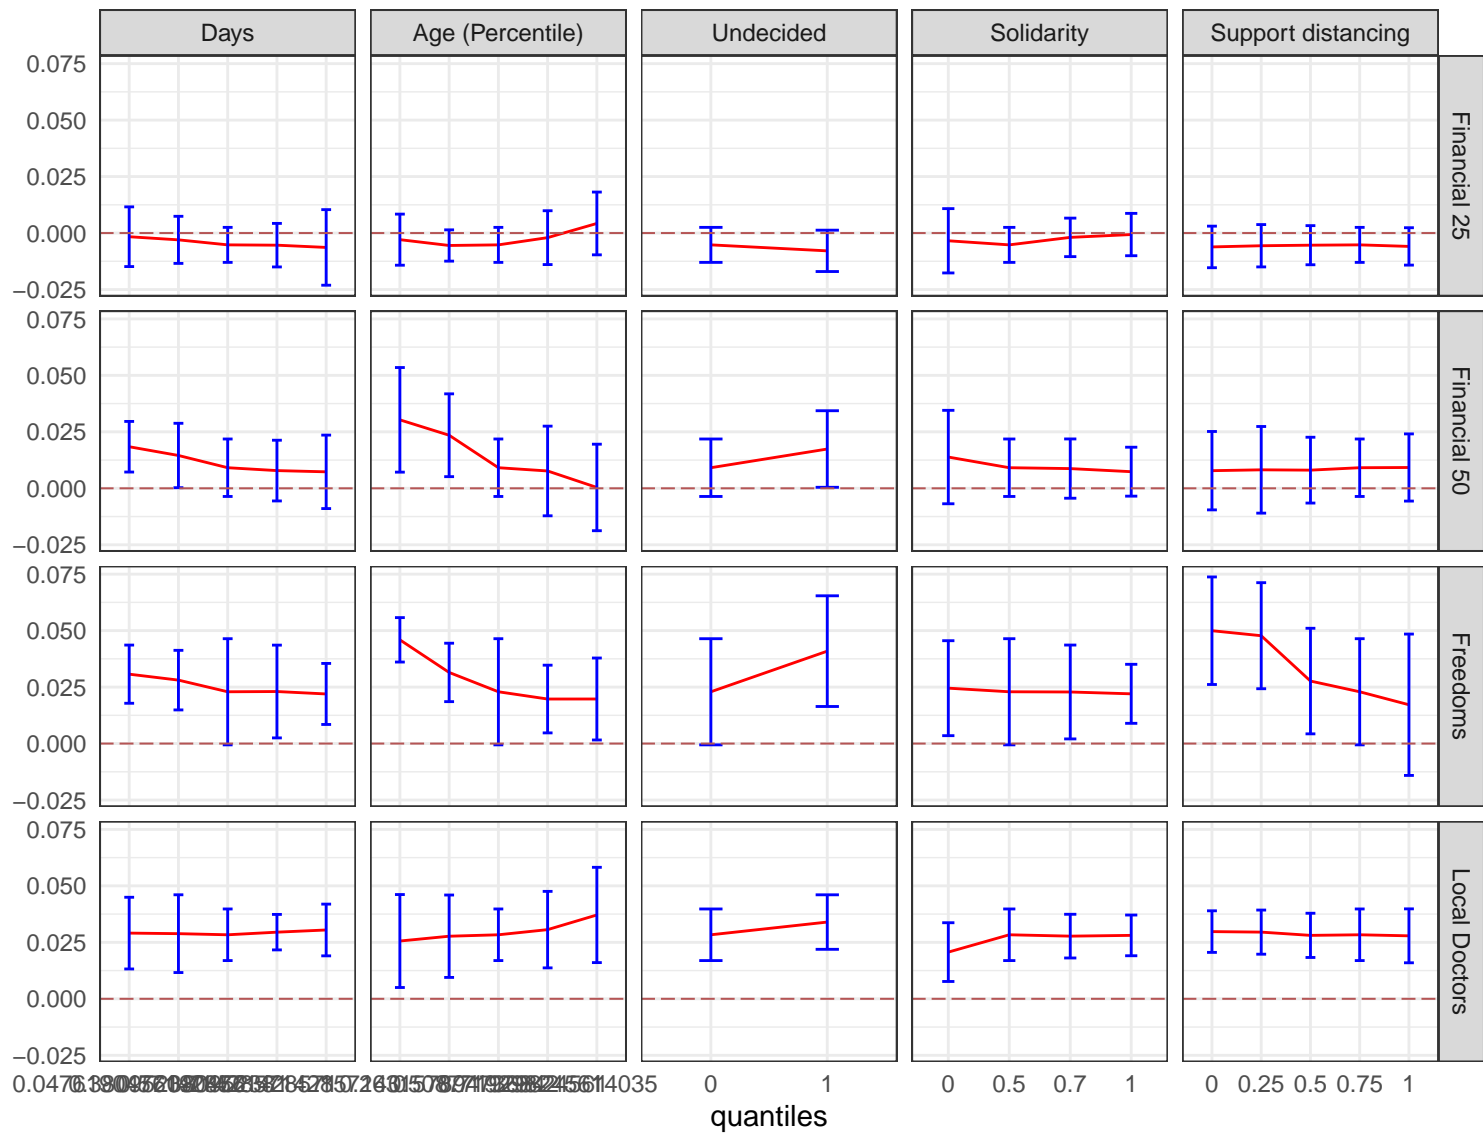 Days Age (Percentile) Undecided Solidarity Support distancing
0.075
0.050
0.025
0.000
−0.025
Financial 25
0.075
0.050
0.025
0.000
−0.025
Financial 50
0.075
0.050
0.025
0.000
−0.025
Freedoms
0.075
0.050
0.025
0.000
−0.025
Local Doctors
0 1 0 0.5 0.7 1 0 0.25 0.5 0.75 1
quantiles